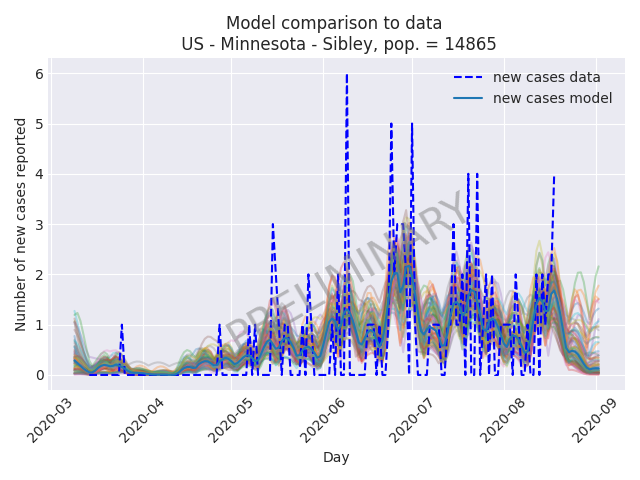 Model comparison to data
US - Minnesota - Sibley, pop. = 14865
new cases data
new cases model
PRELIMINARY
Number of new cases reported
6
5
4
3
2
1
0
2020-03
2020-04
2020-05
2020-06
2020-07
2020-08
2020-09
Day